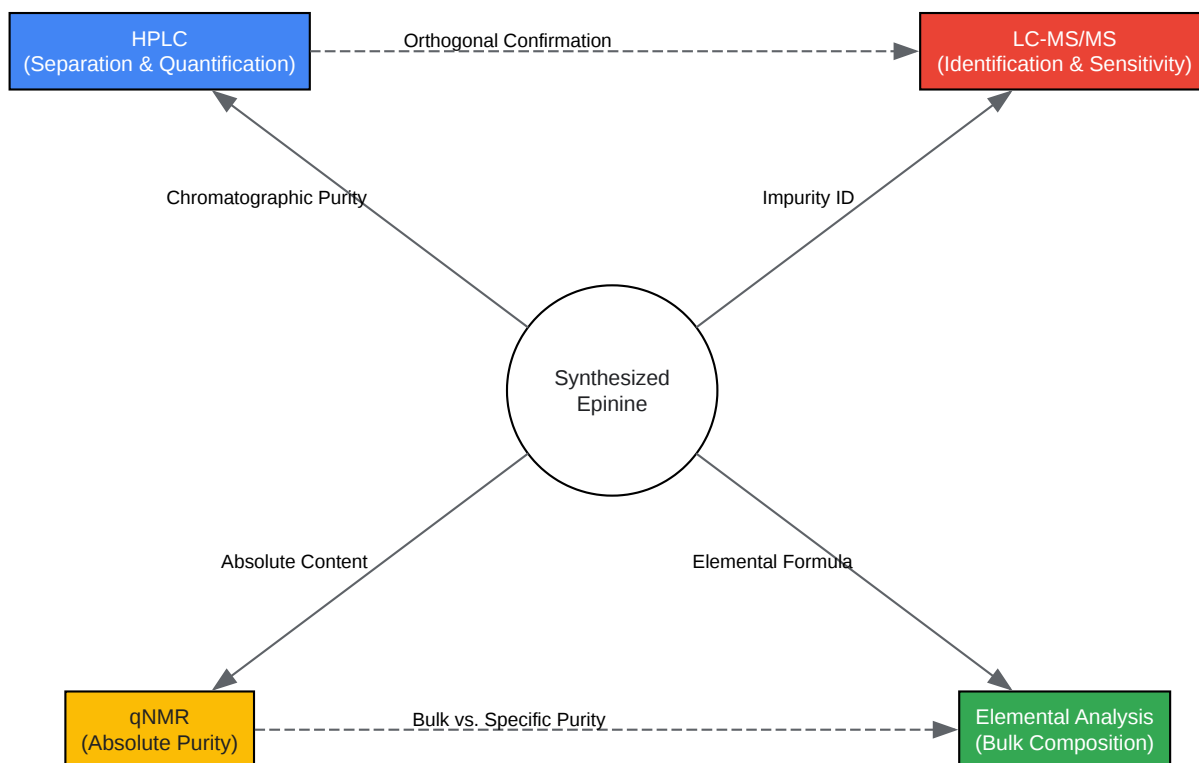 HPLC
(Separation & Quantification)
Orthogonal Confirmation
LC-MS/MS
(Identification & Sensitivity)
Chromatographic Purity
Impurity ID
Synthesized
Epinine
Absolute Content
Elemental Formula
qNMR
(Absolute Purity)
Bulk vs. Specific Purity
Elemental Analysis
(Bulk Composition)